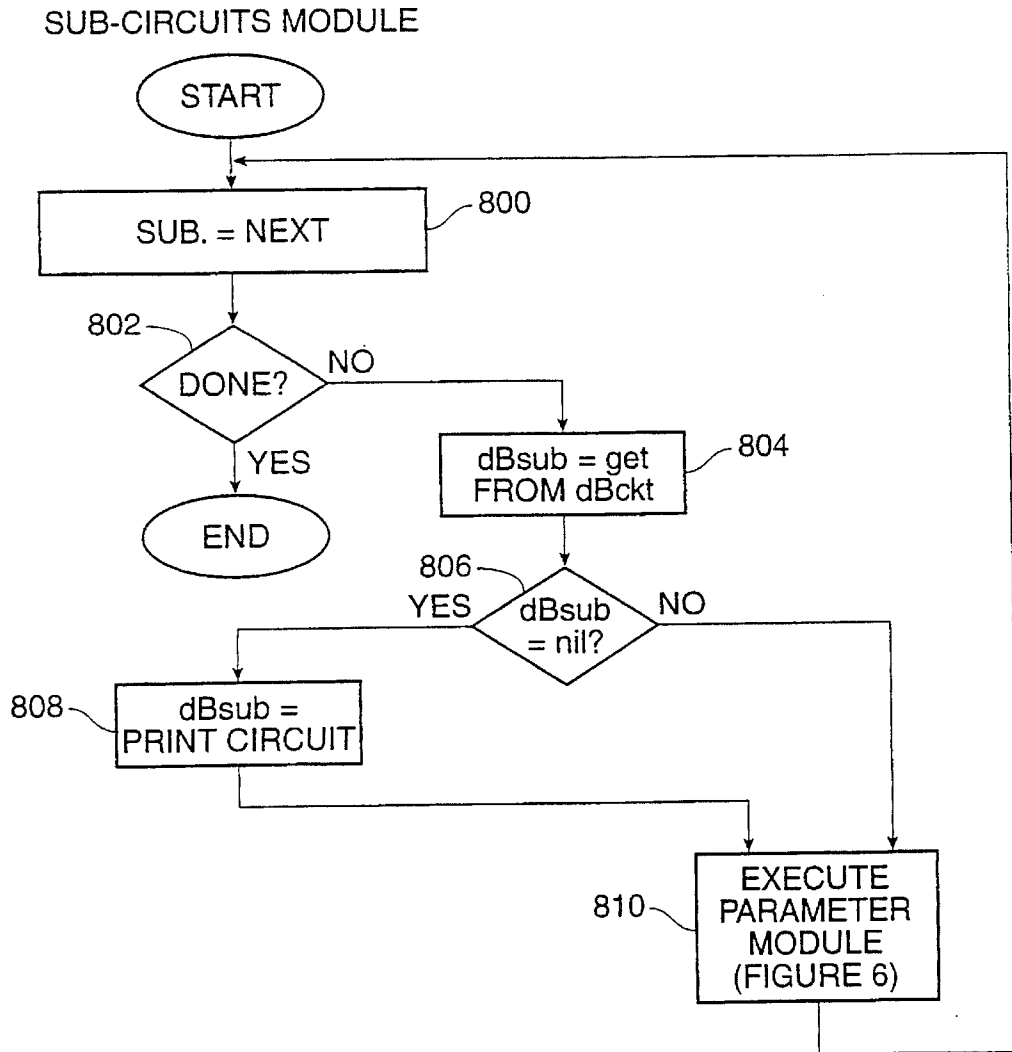 SUB-CIRCUITS MODULE
START
SUB. = NEXT
800
802
DONE?
NO
YES
END
dBsub = get
FROM dBckt
804
806
dBsub
= nil?
YES
NO
808
dBsub =
PRINT CIRCUIT
810
EXECUTE
PARAMETER
MODULE
(FIGURE 6)